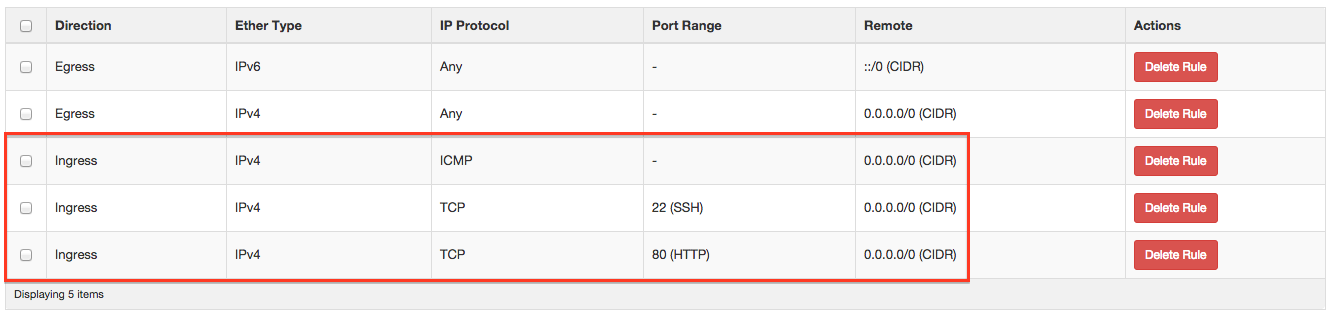 Direction Ether Type IP Protocol Port Range Remote Actions
Egress IPv6 Any - ::/0 (CIDR) Delete Rule
Egress IPv4 Any - 0.0.0.0/0 (CIDR) Delete Rule
Ingress IPv4 ICMP - 0.0.0.0/0 (CIDR) Delete Rule
Ingress IPv4 TCP 22 (SSH) 0.0.0.0/0 (CIDR) Delete Rule
Ingress IPv4 TCP 80 (HTTP) 0.0.0.0/0 (CIDR) Delete Rule
Displaying 5 items